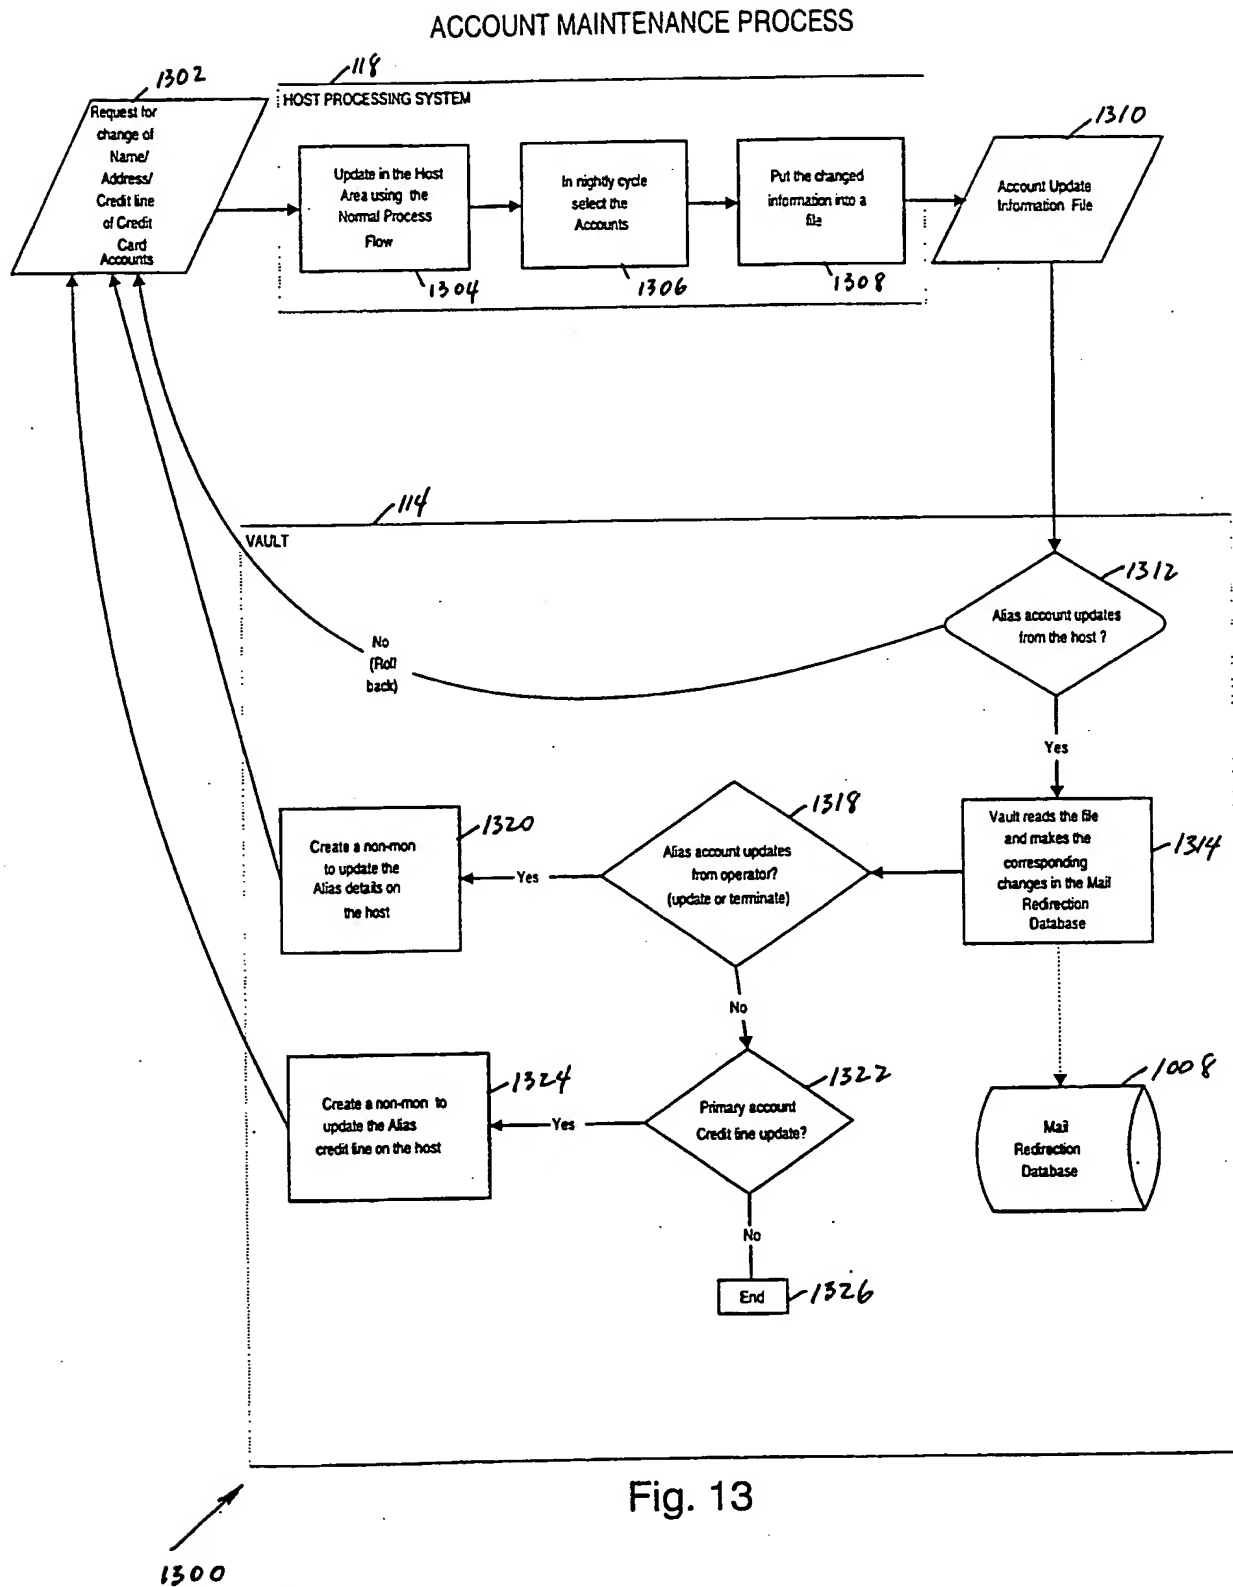 ACCOUNT MAINTENANCE PROCESS
1302
118
HOST PROCESSING SYSTEM
1310
Request for
change of
Name/
Address/
Credit line
of Credit
Card
Accounts
Update in the Host
Area using the
Normal Process
Flow
1304
In nightly cycle
select the
Accounts
1306
Put the changed
information into a
file
1308
Account Update
Information File
114
VAULT
1312
Alias account updates
from the host ?
No
(Roll
back)
Yes
1320
Create a non-mon
to update the
Alias details on
the host
Yes
1318
Alias account updates
from operator?
(update or terminate)
Vault reads the file
and makes the
corresponding
changes in the Mail
Redirection
Database
1314
No
1324
Create a non-mon to
update the Alias
credit line on the host
Yes
1322
Primary account
Credit line update?
1008
Mail
Redirection
Database
No
End
1326
Fig. 13
1300